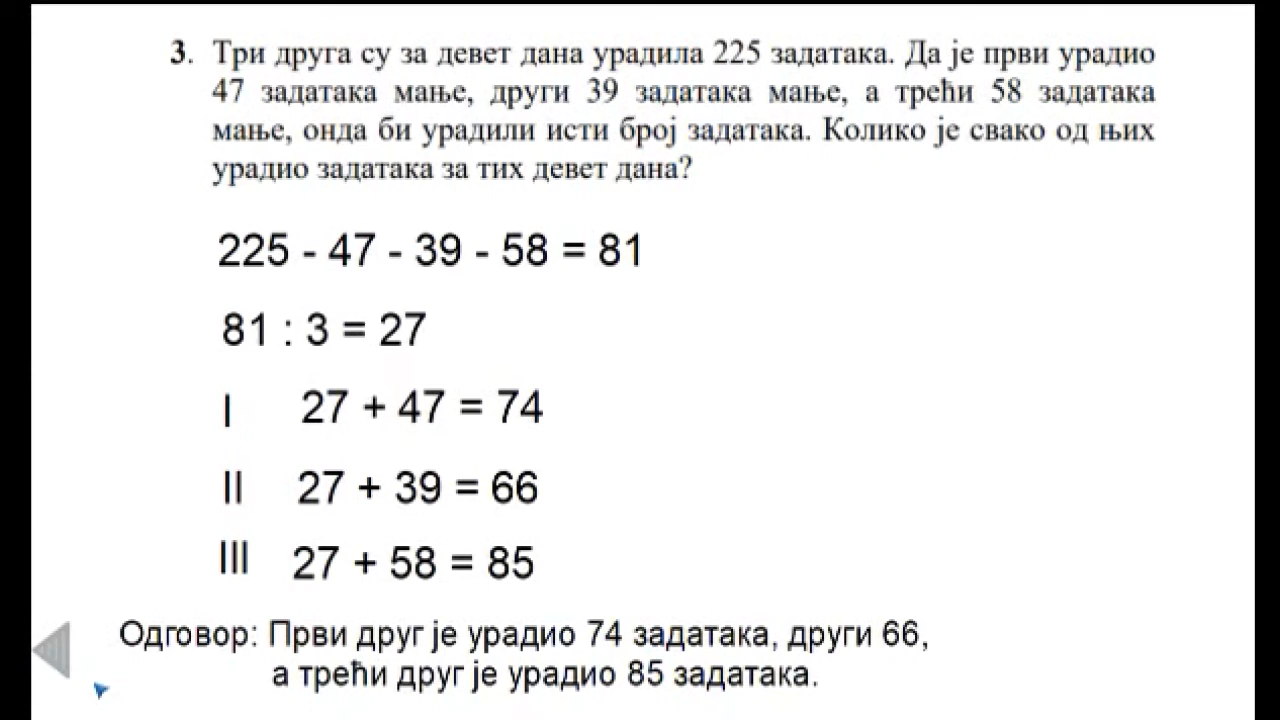 3. Три друга су за девет дана урадила 225 задатака. Да је први урадио
47 задатака мање, други 39 задатака мање, а трећи 58 задатака
мање, онда би урадили исти број задатака. Колико је свако од њих
урадио задатака за тих девет дана?
225 - 47 - 39 - 58 = 81
81 : 3 = 27
I 27 + 47 = 74
II 27 + 39 = 66
III 27 + 58 = 85
Одговор: Први друг је урадио 74 задатака, други 66,
а трећи друг је урадио 85 задатака.